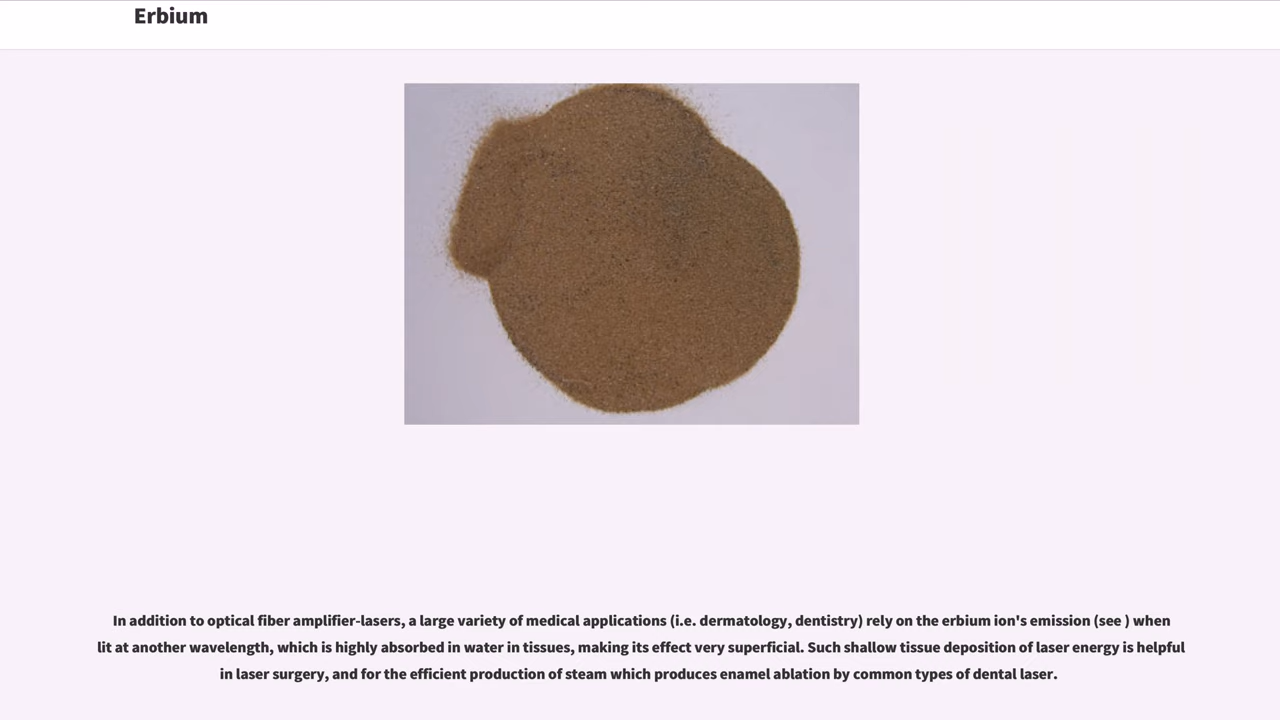 Erbium
In addition to optical fiber amplifier-lasers, a large variety of medical applications (i.e. dermatology, dentistry) rely on the erbium ion's emission (see ) when
lit at another wavelength, which is highly absorbed in water in tissues, making its effect very superficial. Such shallow tissue deposition of laser energy is helpful
in laser surgery, and for the efficient production of steam which produces enamel ablation by common types of dental laser.